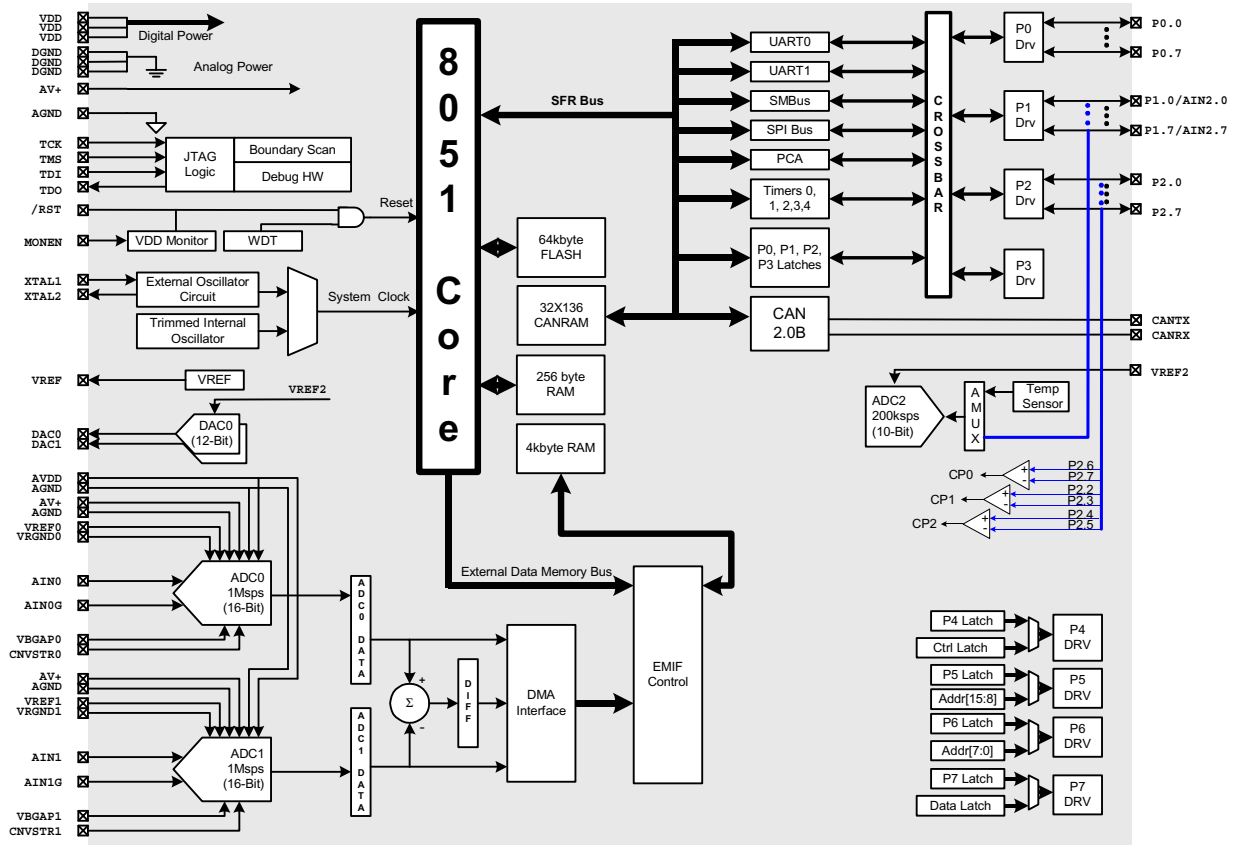 VDD
VDD
VDD
Digital Power
DGND
DGND
DGND
Analog Power
AV+
AGND
TCK
TMS
TDI
TDO
JTAG
Logic
Boundary Scan
Debug HW
/RST
Reset
MONEN
VDD Monitor
WDT
XTAL1
XTAL2
External Oscillator
Circuit
Trimmed Internal
Oscillator
System Clock
VREF
VREF
VREF2
DAC0
DAC1
DAC0
(12-Bit)
AVDD
AGND
AV+
AGND
VREF0
VRGND0
AIN0
AIN0G
ADC0
1Msps
(16-Bit)
VBGAP0
CNVSTR0
AV+
AGND
VREF1
VRGND1
AIN1
AIN1G
ADC1
1Msps
(16-Bit)
VBGAP1
CNVSTR1
ADC0 DATA
ADC1 DATA
+
Σ
-
DIFF
DMA
Interface
EMIF
Control
External Data Memory Bus
8051 Core
SFR Bus
64kbyte
FLASH
32X136
CANRAM
256 byte
RAM
4kbyte RAM
UART0
UART1
SMBus
SPI Bus
PCA
Timers 0,
1, 2,3,4
P0, P1, P2,
P3 Latches
CAN
2.0B
CROSSBAR
P0
Drv
P1
Drv
P2
Drv
P3
Drv
P0.0
P0.7
P1.0/AIN2.0
P1.7/AIN2.7
P2.0
P2.7
CANTX
CANRX
VREF2
ADC2
200ksps
(10-Bit)
AMUX
Temp
Sensor
CP0
+
-
P2.6
P2.7
CP1
+
-
P2.2
P2.3
CP2
+
-
P2.4
P2.5
P4 Latch
Ctrl Latch
P4
DRV
P5 Latch
Addr[15:8]
P5
DRV
P6 Latch
Addr[7:0]
P6
DRV
P7 Latch
Data Latch
P7
DRV